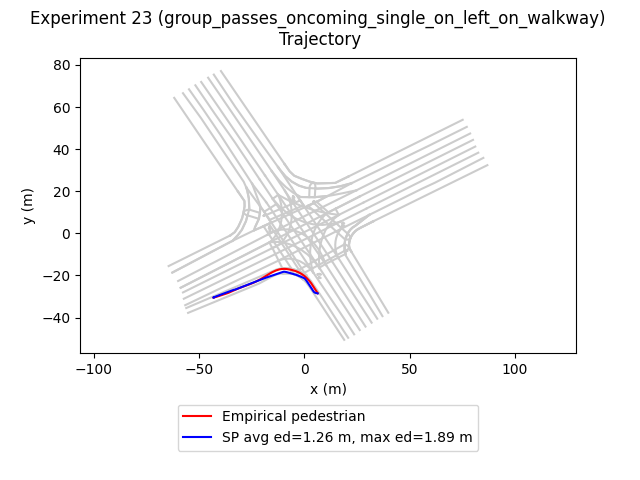 Experiment 23 (group_passes_oncoming_single_on_left_on_walkway)
Trajectory
80
60
40
20
0
−20
−40
y (m)
−100
−50
0
50
100
x (m)
Empirical pedestrian
SP avg ed=1.26 m, max ed=1.89 m